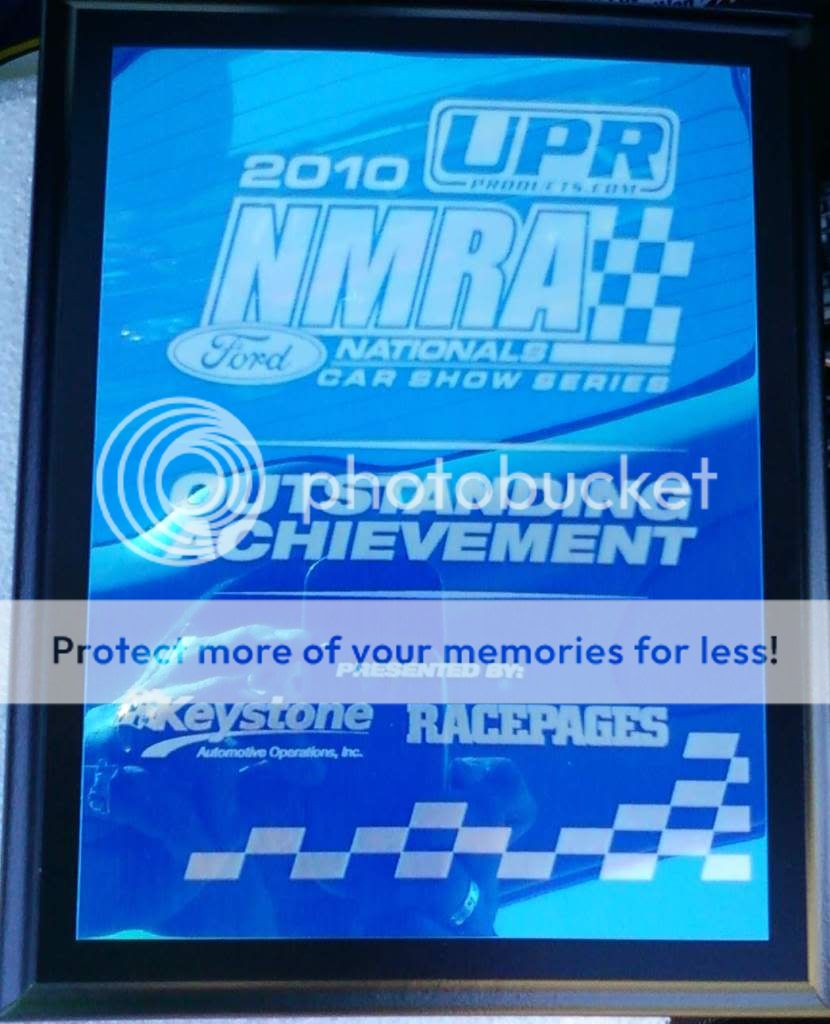 UPR
PRODUCTS.COM
2010
NMRA
Ford
NATIONALS
CAR SHOW SERIES
photobucket
OUTSTANDING
ACHIEVEMENT
Protect more of your memories for less!
PRESENTED BY:
Keystone
Automotive Operations, Inc.
RACEPAGES